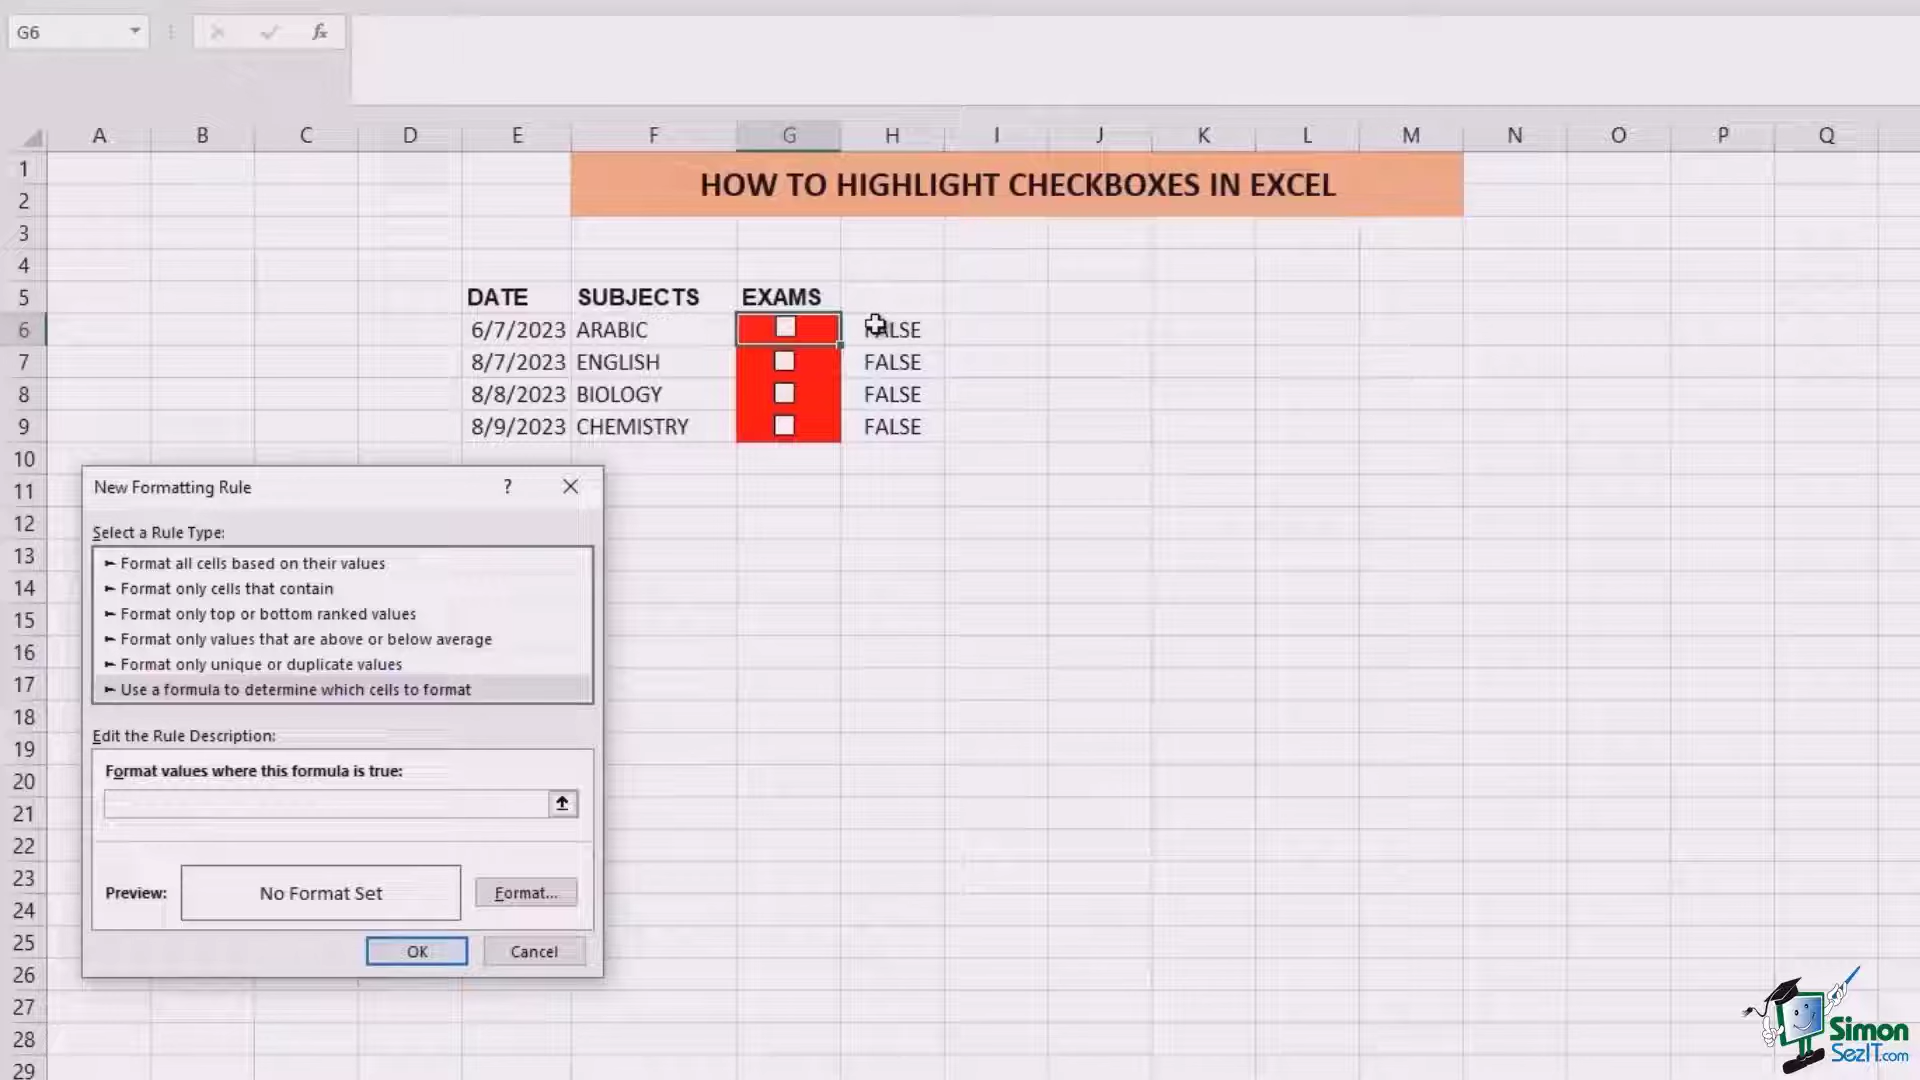 G6
fx
A B C D E F G H I J K L M N O P Q
1 HOW TO HIGHLIGHT CHECKBOXES IN EXCEL
2
3
4
5 DATE SUBJECTS EXAMS
6 6/7/2023 ARABIC FALSE
7 8/7/2023 ENGLISH FALSE
8 8/8/2023 BIOLOGY FALSE
9 8/9/2023 CHEMISTRY FALSE
10
11
12
13
14
15
16
17
18
19
20
21
22
23
24
25
26
27
28
29
New Formatting Rule ?
Select a Rule Type:
► Format all cells based on their values
► Format only cells that contain
► Format only top or bottom ranked values
► Format only values that are above or below average
► Format only unique or duplicate values
► Use a formula to determine which cells to format
Edit the Rule Description:
Format values where this formula is true:
Preview: No Format Set Format...
OK Cancel
Simon
SezIT.com